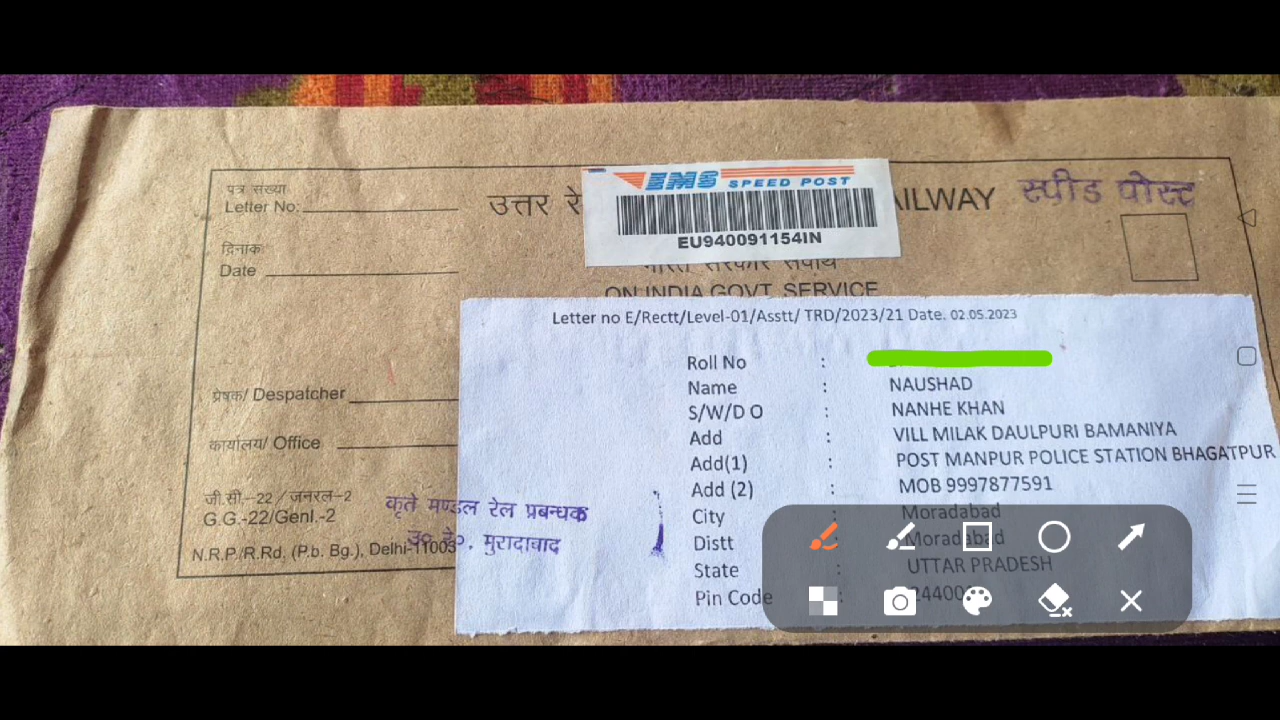 पत्र संख्या
Letter No:
दिनाक
Date
उत्तर रे
EMS SPEED POST
EU940091154IN
स्पीड पोस्ट
ON INDIA GOVT. SERVICE
Letter no E/Rectt/Level-01/Asstt/ TRD/2023/21 Date. 02.05.2023
Roll No :
Name : NAUSHAD
S/W/D O : NANHE KHAN
Add : VILL MILAK DAULPURI BAMANIYA
Add(1) : POST MANPUR POLICE STATION BHAGATPUR
Add (2) : MOB 9997877591
City Moradabad
Distt Moradabad
State : UTTAR PRADESH
Pin Code :
प्रेषक/ Despatcher
कार्यालय/ Office
जी.सी.-22 / जनरल-2
G.G.-22/Genl.-2
N.R.P./R.Rd, (P.b. Bg.), Delhi-11003
कृते मण्डल रेल प्रबन्धक
उ० रे०. मुरादाबाद